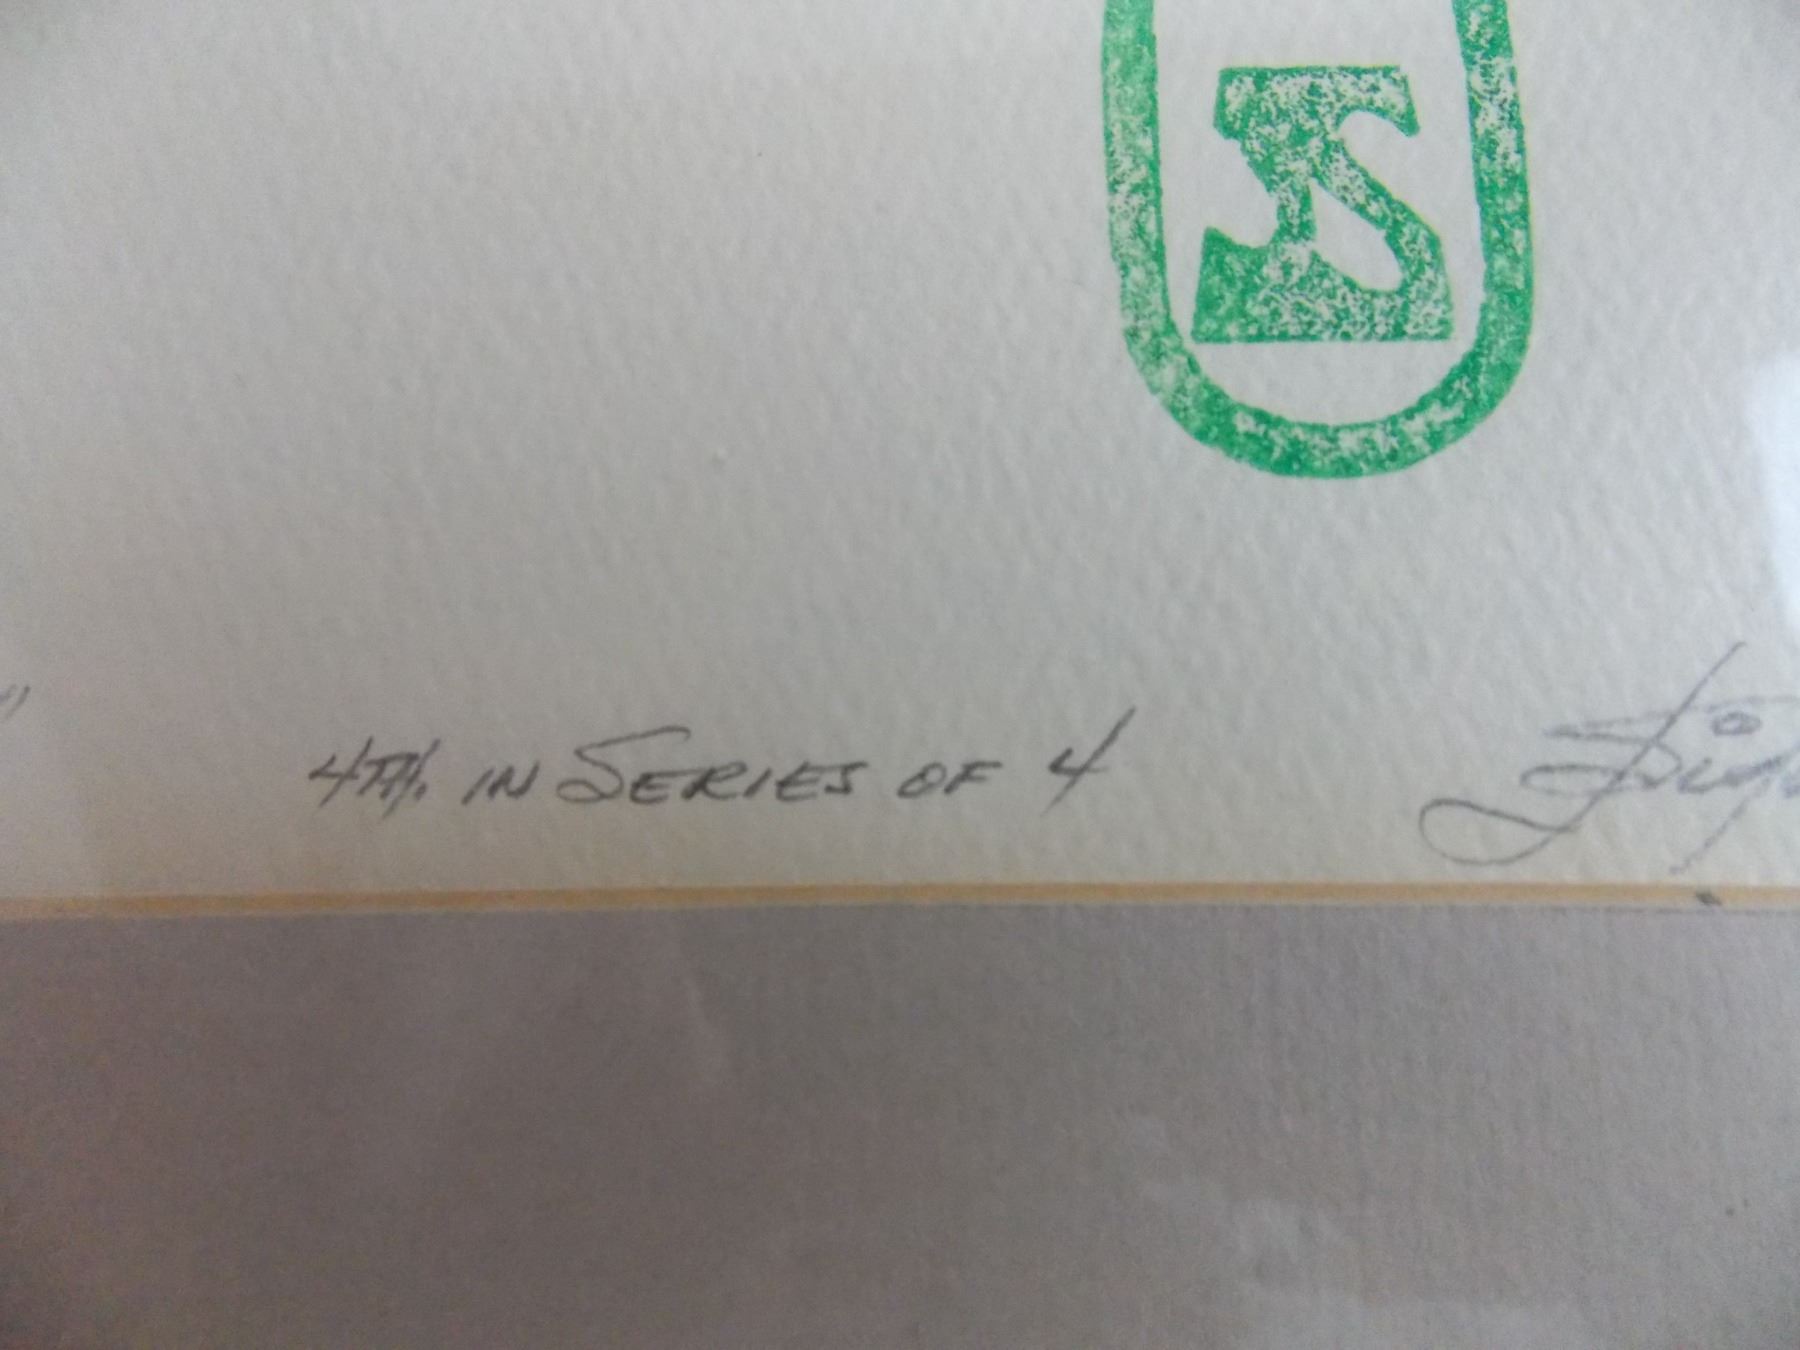 4TH. IN SERIES OF 4